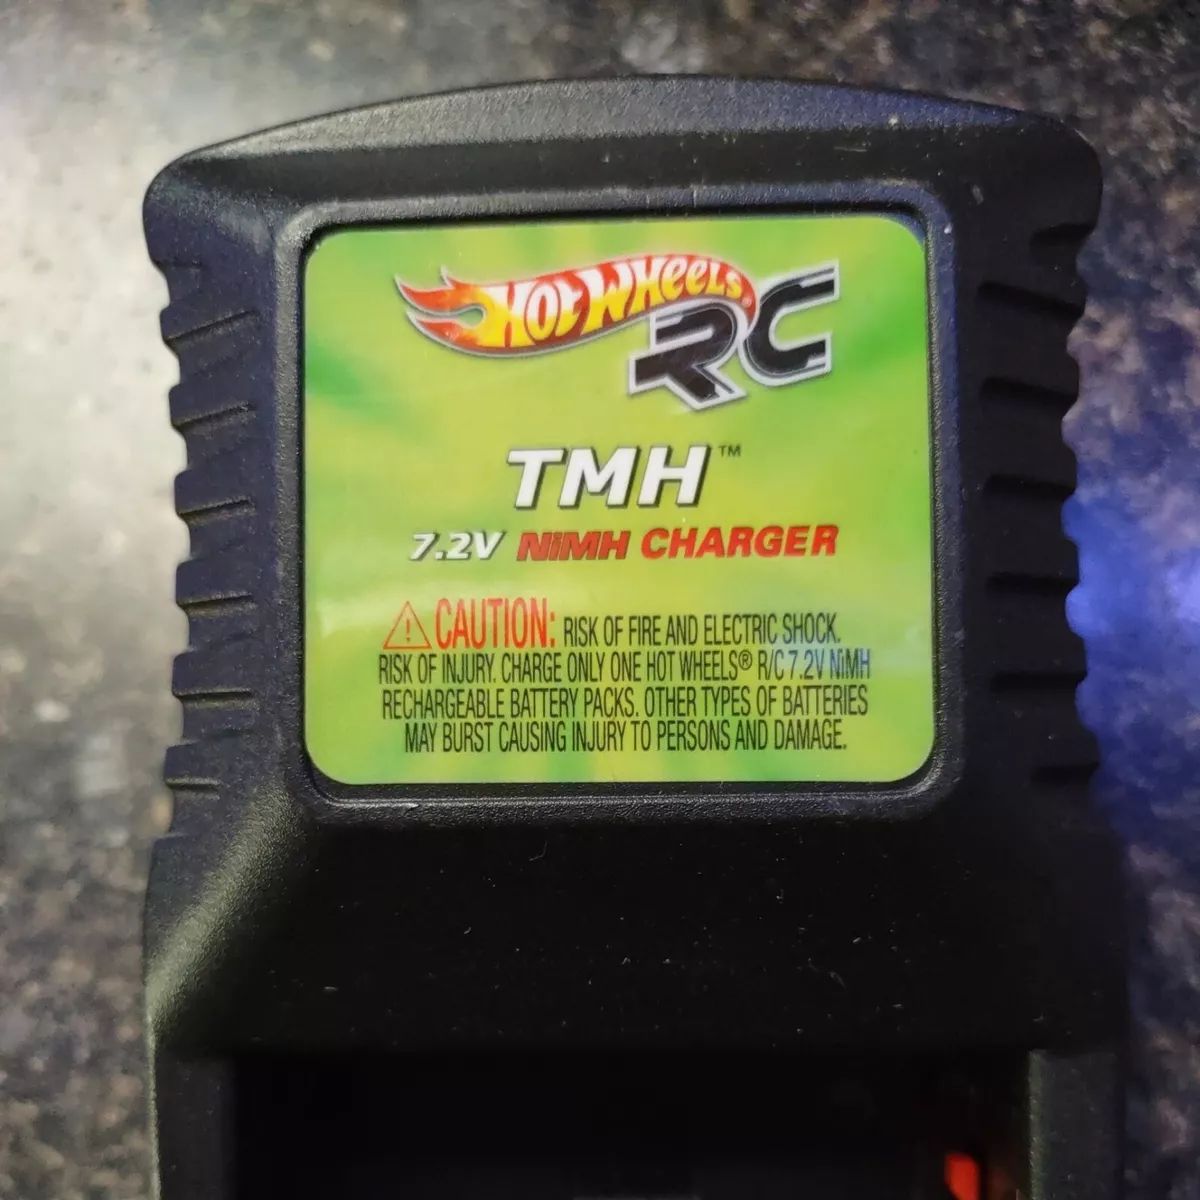 HOT WHEELS® RC
TMH™
7.2V NiMH CHARGER
⚠ CAUTION: RISK OF FIRE AND ELECTRIC SHOCK.
RISK OF INJURY. CHARGE ONLY ONE HOT WHEELS® R/C 7.2V NiMH
RECHARGEABLE BATTERY PACKS. OTHER TYPES OF BATTERIES
MAY BURST CAUSING INJURY TO PERSONS AND DAMAGE.